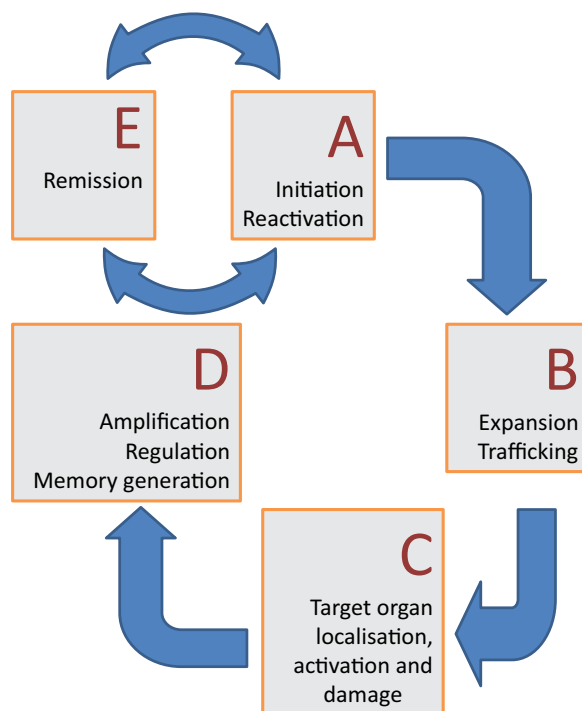 E
Remission
A
Initiation
Reactivation
B
Expansion
Trafficking
C
Target organ
localisation,
activation and
damage
D
Amplification
Regulation
Memory generation